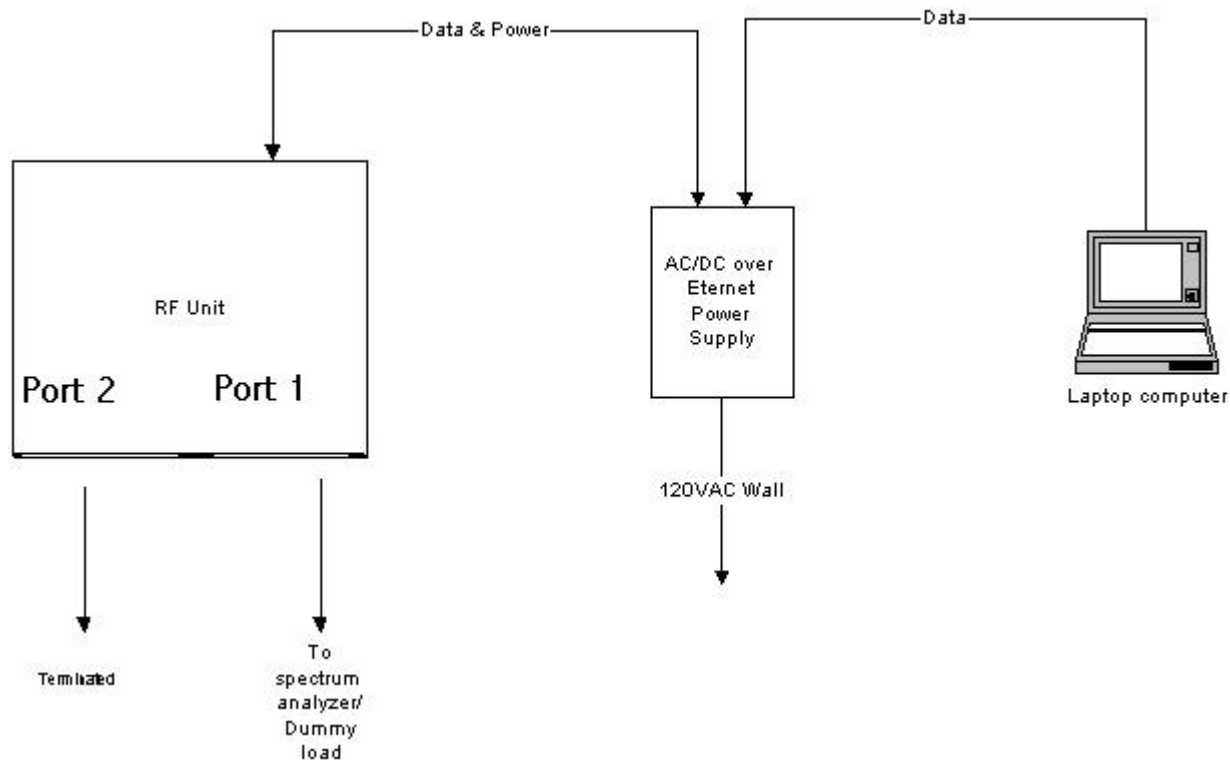 Data & Power
Data
RF Unit
Port 2
Port 1
AC/DC over
Eternet
Power
Supply
Laptop computer
120VAC Wall
Terminated
To
spectrum
analyzer/
Dummy
load